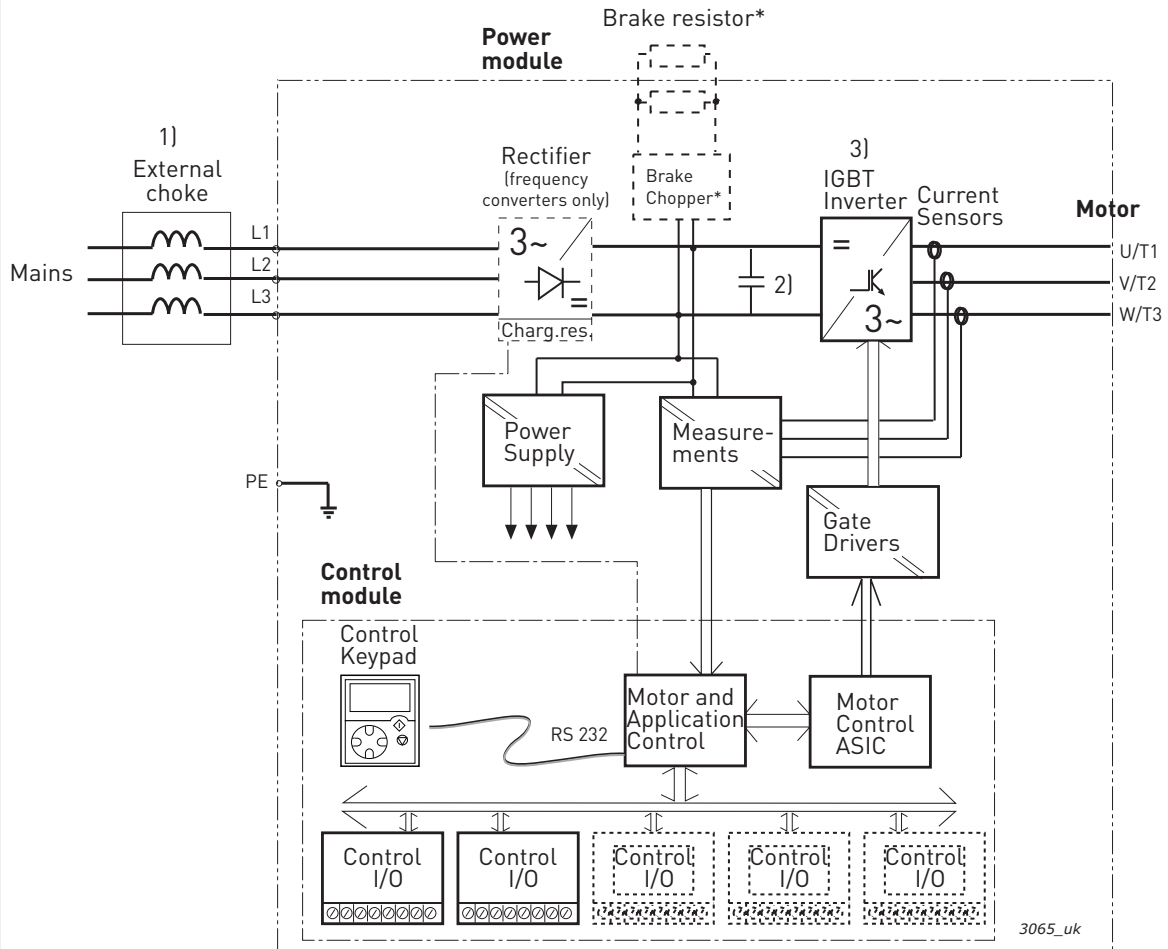 Brake resistor*
Power
module
1)
External
choke
Rectifier
(frequency
converters only)
Brake
Chopper*
3)
IGBT
Inverter
Current
Sensors
Motor
Mains
L1
L2
L3
3~
=
Charg.res.
2)
=
3~
U/T1
V/T2
W/T3
Power
Supply
Measure-
ments
PE
Gate
Drivers
Control
module
Control
Keypad
RS 232
Motor and
Application
Control
Motor
Control
ASIC
Control
I/O
Control
I/O
Control
I/O
Control
I/O
Control
I/O
3065_uk